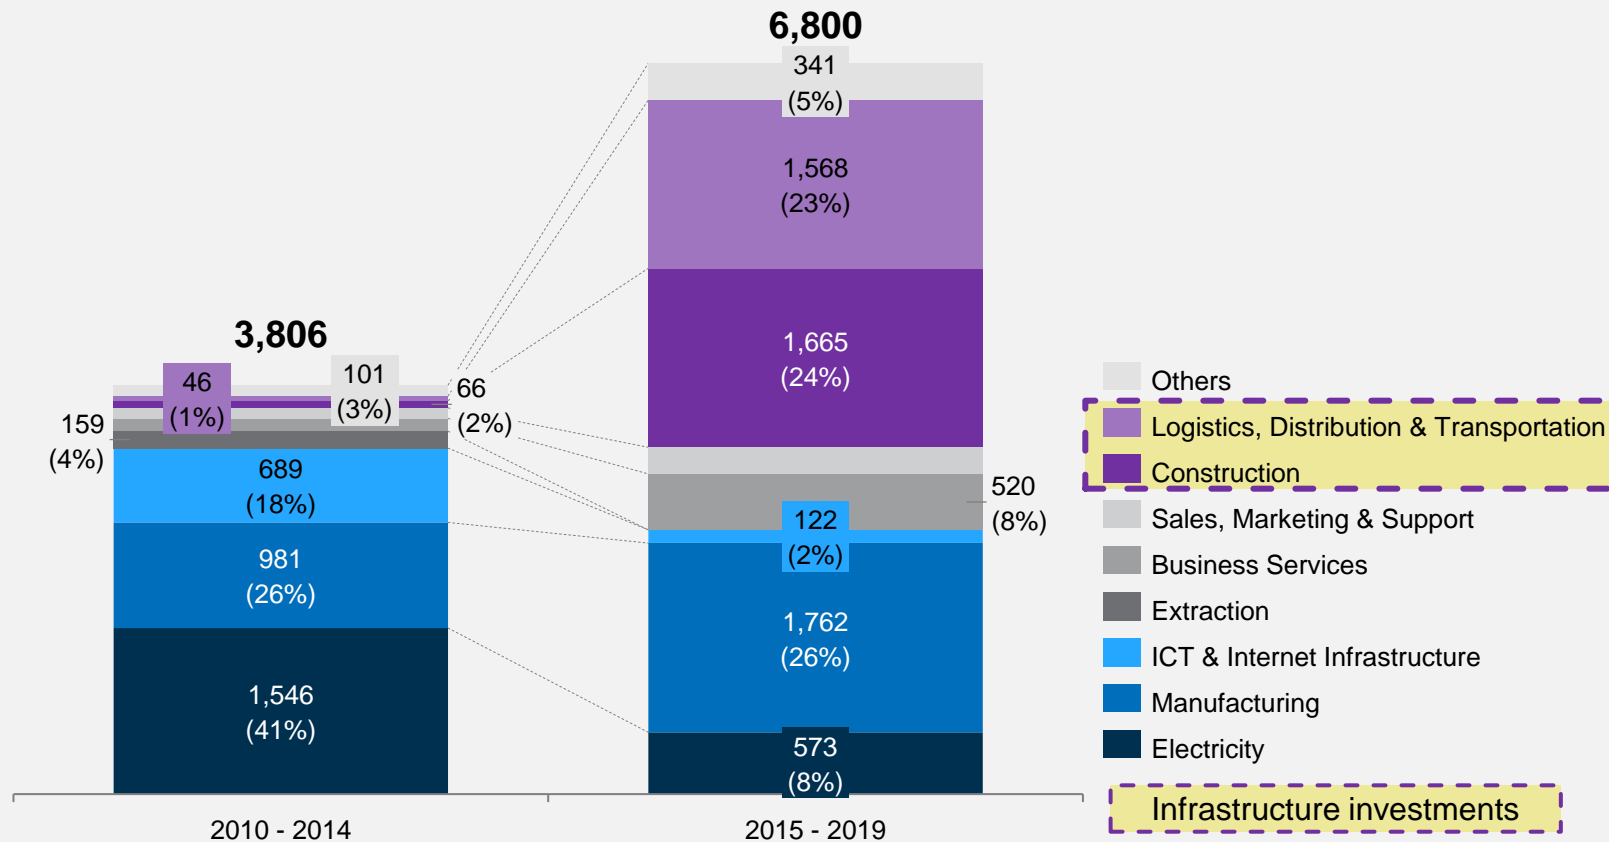 6,800
341
(5%)
1,568
(23%)
1,665
(24%)
520
(8%)
122
(2%)
1,762
(26%)
573
(8%)
3,806
46
(1%)
101
(3%)
66
(2%)
159
(4%)
689
(18%)
981
(26%)
1,546
(41%)
2010 - 2014
2015 - 2019
Others
Logistics, Distribution & Transportation
Construction
Sales, Marketing & Support
Business Services
Extraction
ICT & Internet Infrastructure
Manufacturing
Electricity
Infrastructure investments